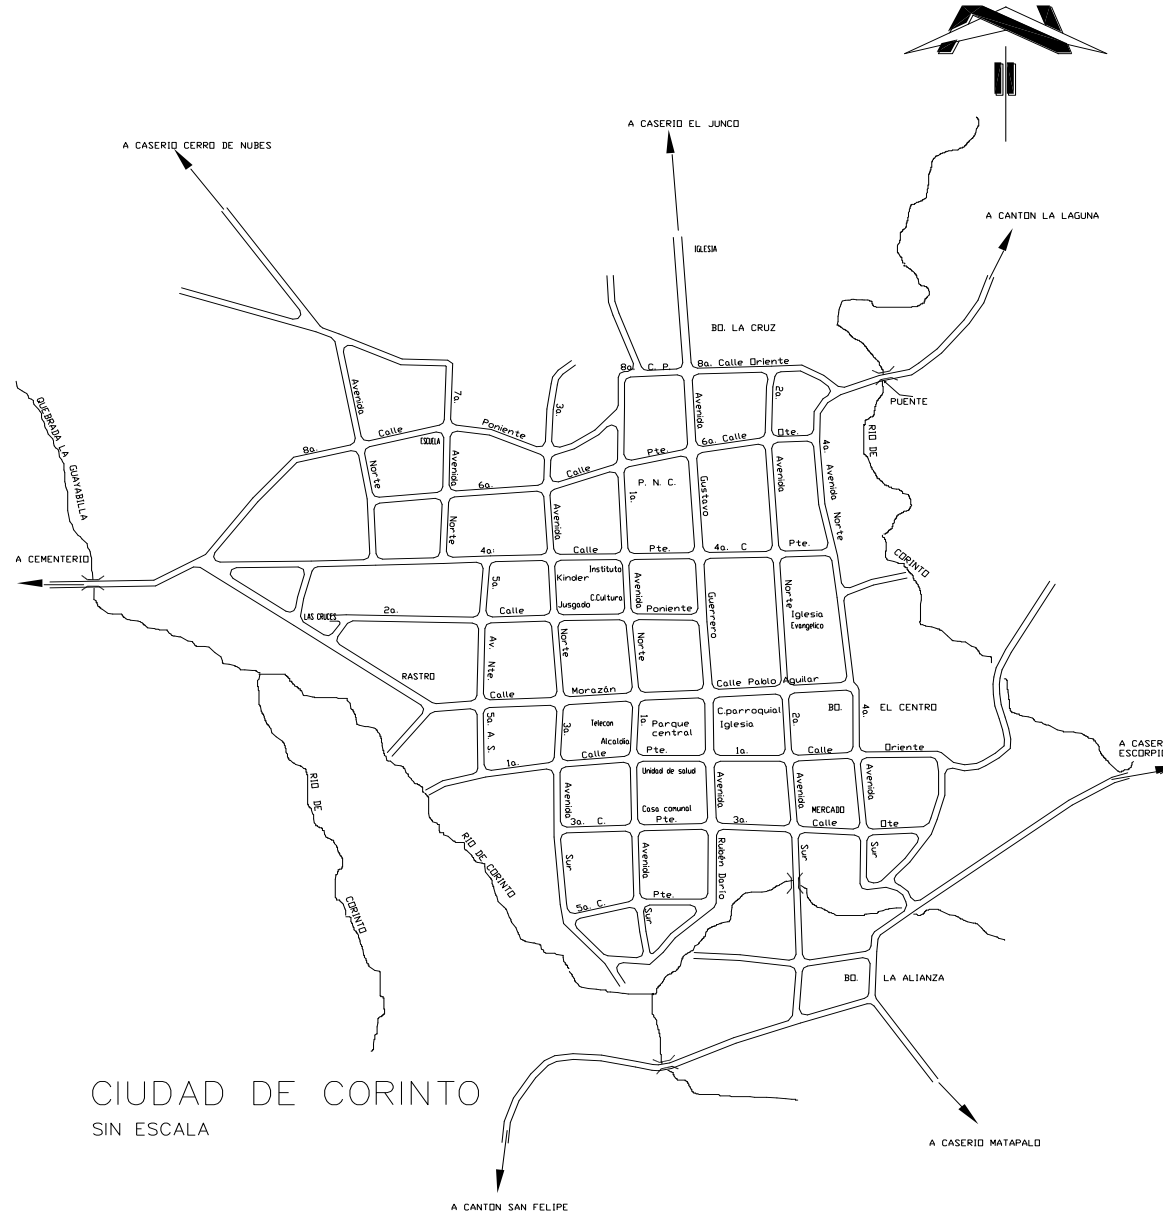 A CASERIO EL JUNCO
A CASERIO CERRO DE NUBES
A CANTON LA LAGUNA
IGLESIA
BO. LA CRUZ
8a. C. P.
8a. Calle Oriente
PUENTE
QUEBRADA LA GUAYABILLA
Avenida
Norte
7a.
Avenida
Norte
3a.
Avenida
2a.
Avenida
4a. Avenida Norte
RIO DE
CORINTO
8a. Calle Poniente
ESCUELA
6a. Calle Pte.
6a. Calle Ote.
P. N. C.
1a.
Gustavo
Avenida
4a. Calle Pte.
4a. C Pte.
A CEMENTERIO
Instituto
Kinder
C.Cultura
Jusgado
5a.
Avenida
Guerrero
Norte
Iglesia
Evangelico
2a. Calle Poniente
LAS CRUCES
RASTRO
Av. Nte.
Norte
Norte
Calle Morazán
Calle Pablo Aguilar
5a. A. S.
3a.
Telecon
Alcaldia
1a.
Parque
central
C.parroquial
Iglesia
2a.
BO. EL CENTRO
4a.
1a. Calle Pte.
1a. Calle Oriente
A CASER
ESCORPI
RIO DE
CORINTO
RIO DE CORINTO
Avenida
Unidad de salud
Casa comunal
Avenida
Avenida
MERCADO
Avenida
3a. C. Pte.
3a. Calle Ote
Sur
Avenida
Rubén Darío
Sur
Sur
5a. C. Pte.
Sur
BO. LA ALIANZA
CIUDAD DE CORINTO
SIN ESCALA
A CASERIO MATAPALO
A CANTON SAN FELIPE